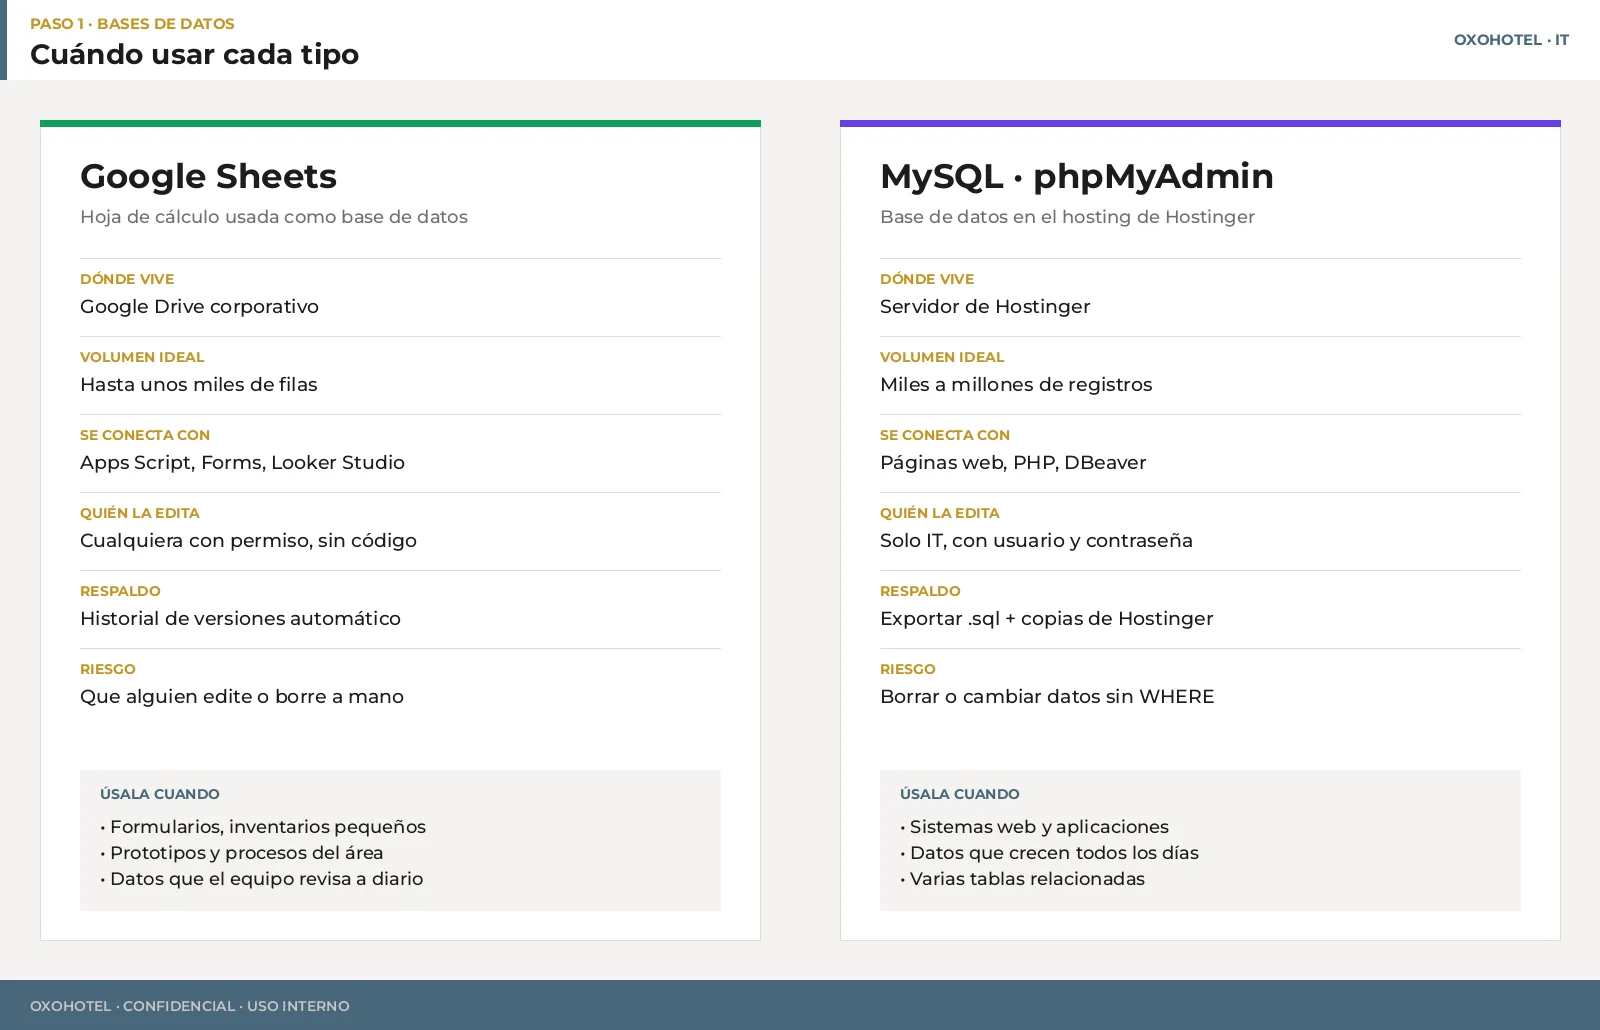 PASO 1 · BASES DE DATOS
Cuándo usar cada tipo
OXOHOTEL · IT
Google Sheets
Hoja de cálculo usada como base de datos
DÓNDE VIVE
Google Drive corporativo
VOLUMEN IDEAL
Hasta unos miles de filas
SE CONECTA CON
Apps Script, Forms, Looker Studio
QUIÉN LA EDITA
Cualquiera con permiso, sin código
RESPALDO
Historial de versiones automático
RIESGO
Que alguien edite o borre a mano
ÚSALA CUANDO
· Formularios, inventarios pequeños
· Prototipos y procesos del área
· Datos que el equipo revisa a diario
MySQL · phpMyAdmin
Base de datos en el hosting de Hostinger
DÓNDE VIVE
Servidor de Hostinger
VOLUMEN IDEAL
Miles a millones de registros
SE CONECTA CON
Páginas web, PHP, DBeaver
QUIÉN LA EDITA
Solo IT, con usuario y contraseña
RESPALDO
Exportar .sql + copias de Hostinger
RIESGO
Borrar o cambiar datos sin WHERE
ÚSALA CUANDO
· Sistemas web y aplicaciones
· Datos que crecen todos los días
· Varias tablas relacionadas
OXOHOTEL · CONFIDENCIAL · USO INTERNO